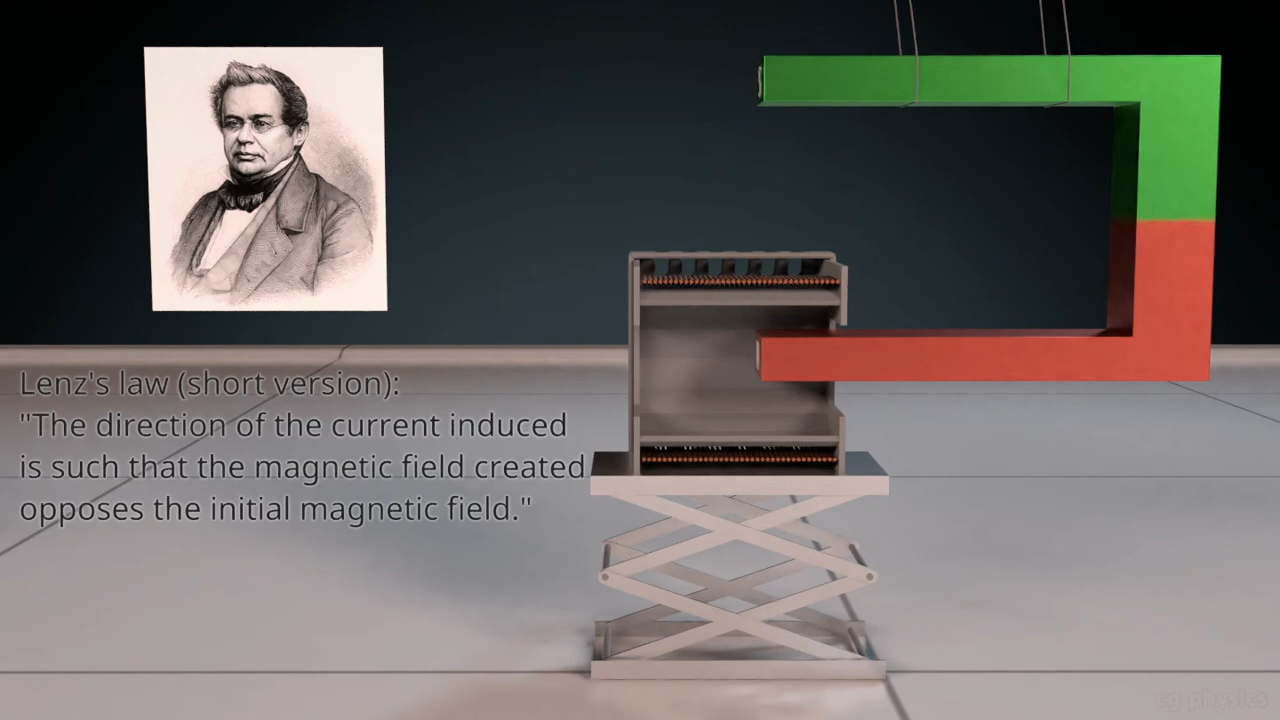 Lenz's law (short version):
"The direction of the current induced
is such that the magnetic field created
opposes the initial magnetic field."
cg-physics